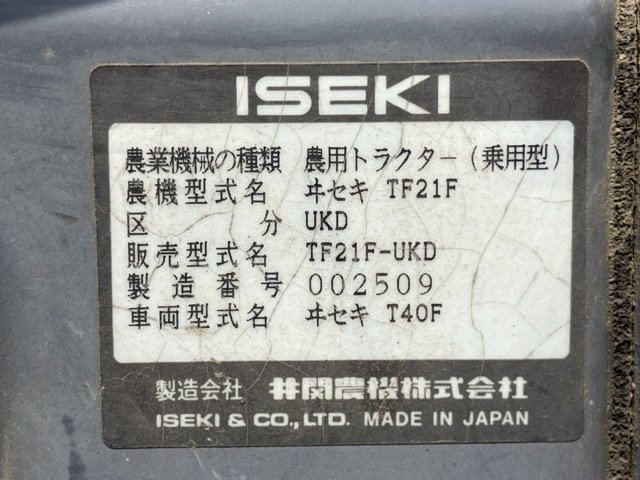 ISEKI
農業機械の種類 農用トラクター(乗用型)
農機型式名 ヰセキ TF21F
区分 UKD
販売型式名 TF21F-UKD
製造番号 002509
車両型式名 ヰセキ T40F
製造会社 井関農機株式会社
ISEKI & CO.,LTD. MADE IN JAPAN